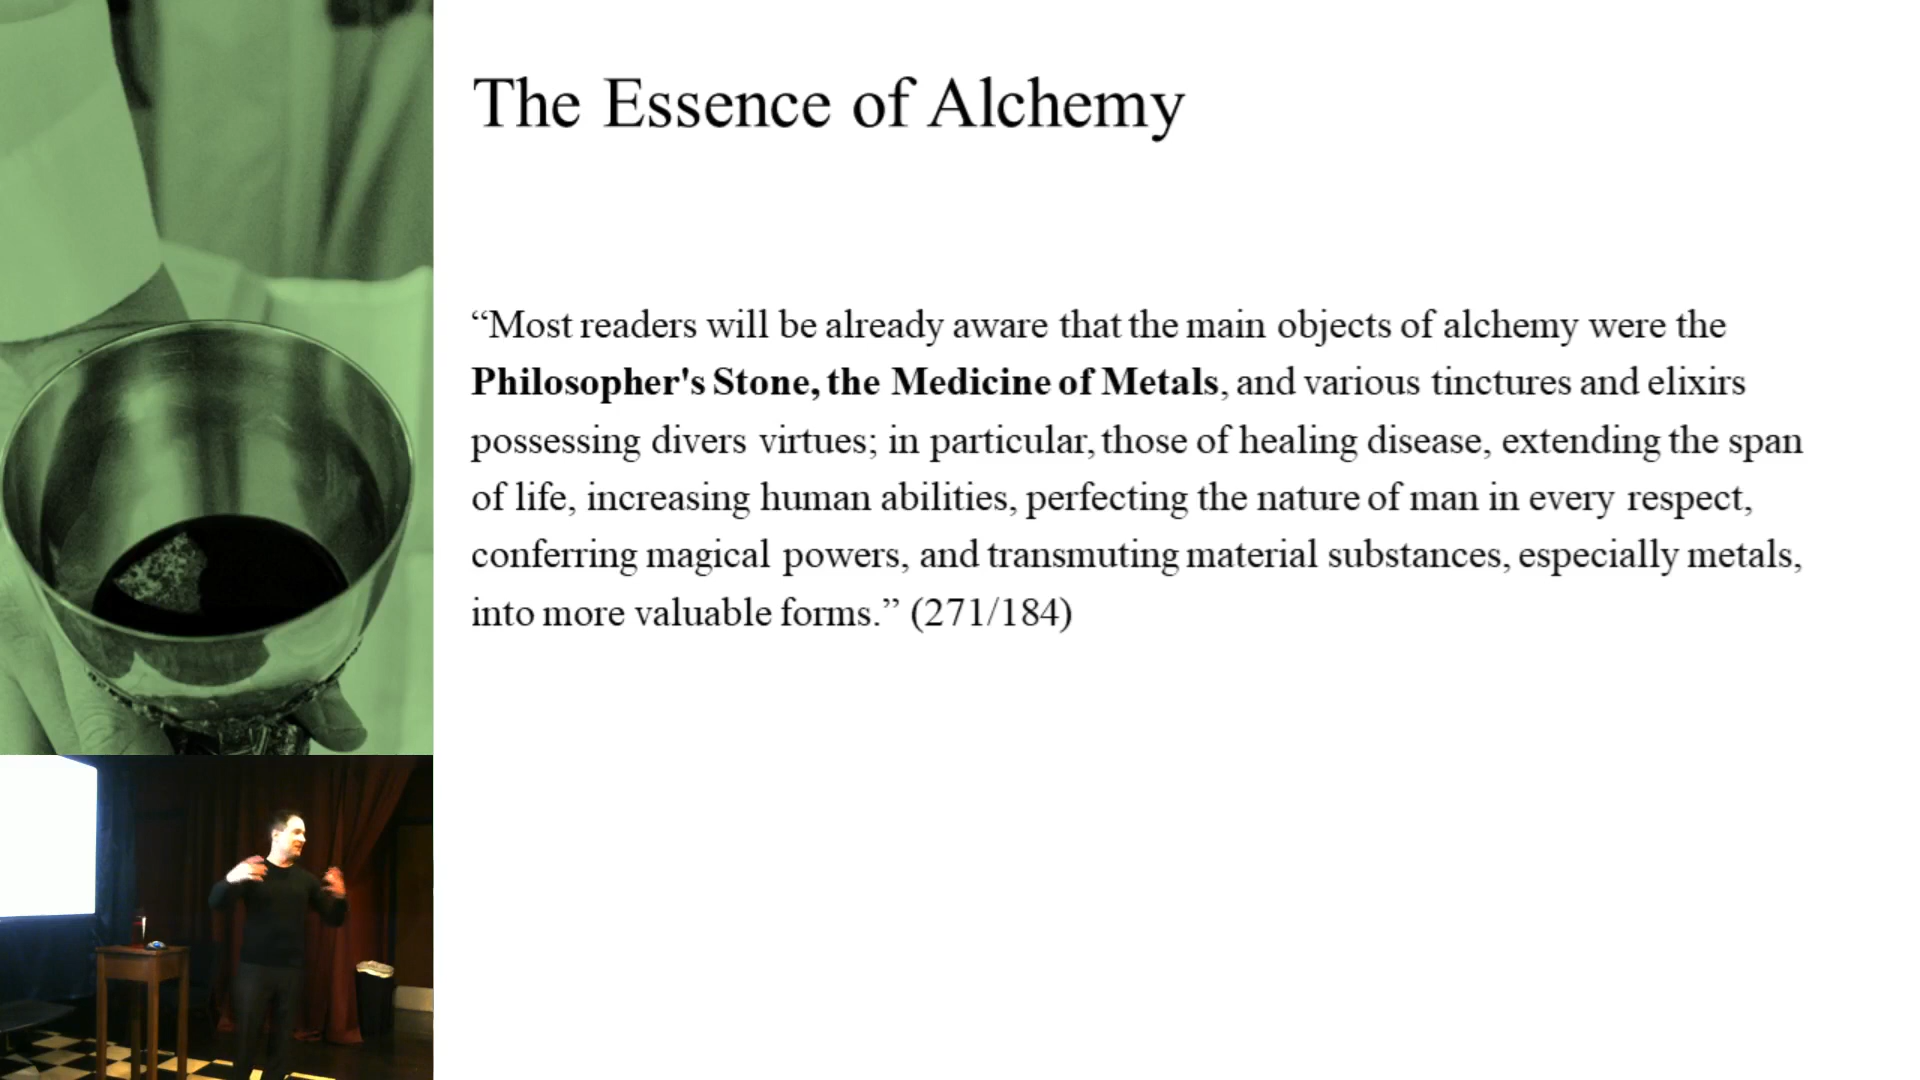 The Essence of Alchemy
“Most readers will be already aware that the main objects of alchemy were the
Philosopher's Stone, the Medicine of Metals, and various tinctures and elixirs
possessing divers virtues; in particular, those of healing disease, extending the span
of life, increasing human abilities, perfecting the nature of man in every respect,
conferring magical powers, and transmuting material substances, especially metals,
into more valuable forms.” (271/184)